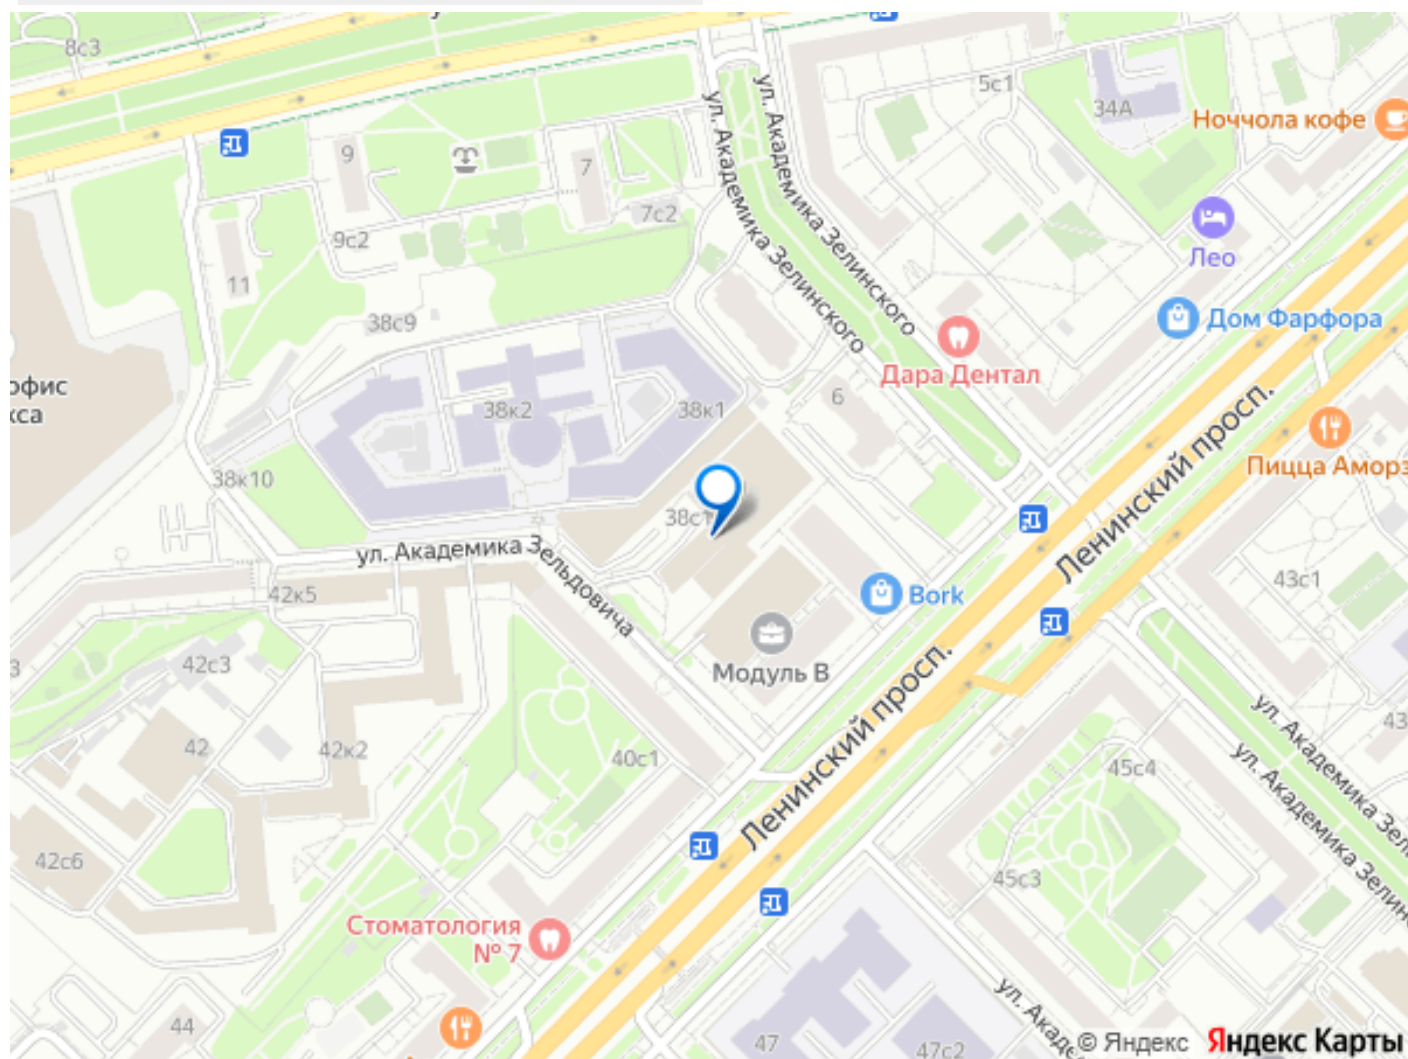 8с3
9
7
7с2
9с2
11
38с9
офис
кса
38к2
38к1
38к10
38с1
6
5с1
34А
Ноччола кофе
Лео
Дом Фарфора
Дара Дентал
Пицца Аморэ
ул. Академика Зелинского
ул. Академика Зелинского
Ленинский просп.
Bork
Модуль В
ул. Академика Зельдовича
42к5
42с3
3
42
42к2
40с1
42с6
Ленинский просп.
43с1
43
ул. Академика Зели
ул. Академика Зелин
45с4
45с3
Стоматология
№ 7
44
47
47с2
ул. Акаде
© Яндекс Яндекс Карты